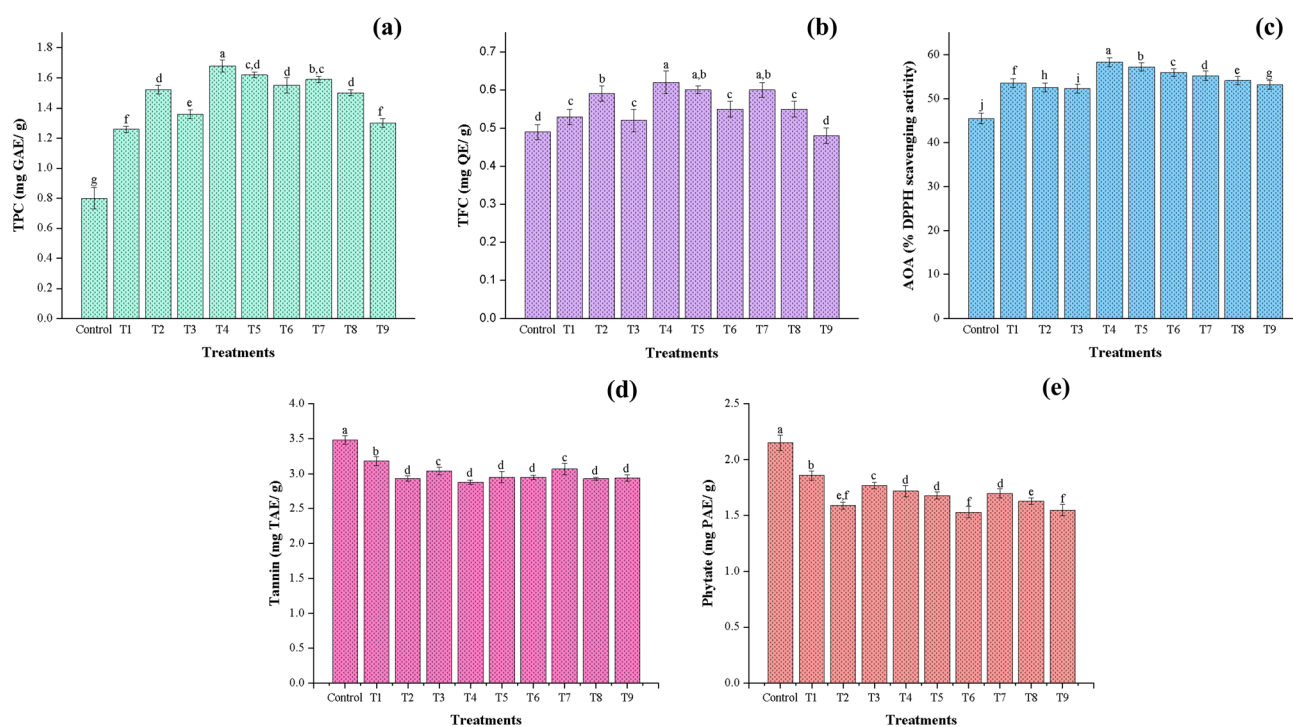 (a)
TPC (mg GAE/ g)
1.8
1.6
1.4
1.2
1.0
0.8
0.6
0.4
0.2
0.0
g f d e a c,d d b,c d f
Control T1 T2 T3 T4 T5 T6 T7 T8 T9
Treatments
(b)
TFC (mg QE/ g)
0.7
0.6
0.5
0.4
0.3
0.2
0.1
0.0
d c b c a a,b c a,b c d
Control T1 T2 T3 T4 T5 T6 T7 T8 T9
Treatments
(c)
AOA (% DPPH scavenging activity)
60
50
40
30
20
10
0
j f h i a b c d e g
Control T1 T2 T3 T4 T5 T6 T7 T8 T9
Treatments
(d)
Tannin (mg TAE/ g)
4.0
3.5
3.0
2.5
2.0
1.5
1.0
0.5
0.0
a b d c d d d c d d
Control T1 T2 T3 T4 T5 T6 T7 T8 T9
Treatments
(e)
Phytate (mg PAE/ g)
2.5
2.0
1.5
1.0
0.5
0.0
a b e,f c d d f d e f
Control T1 T2 T3 T4 T5 T6 T7 T8 T9
Treatments